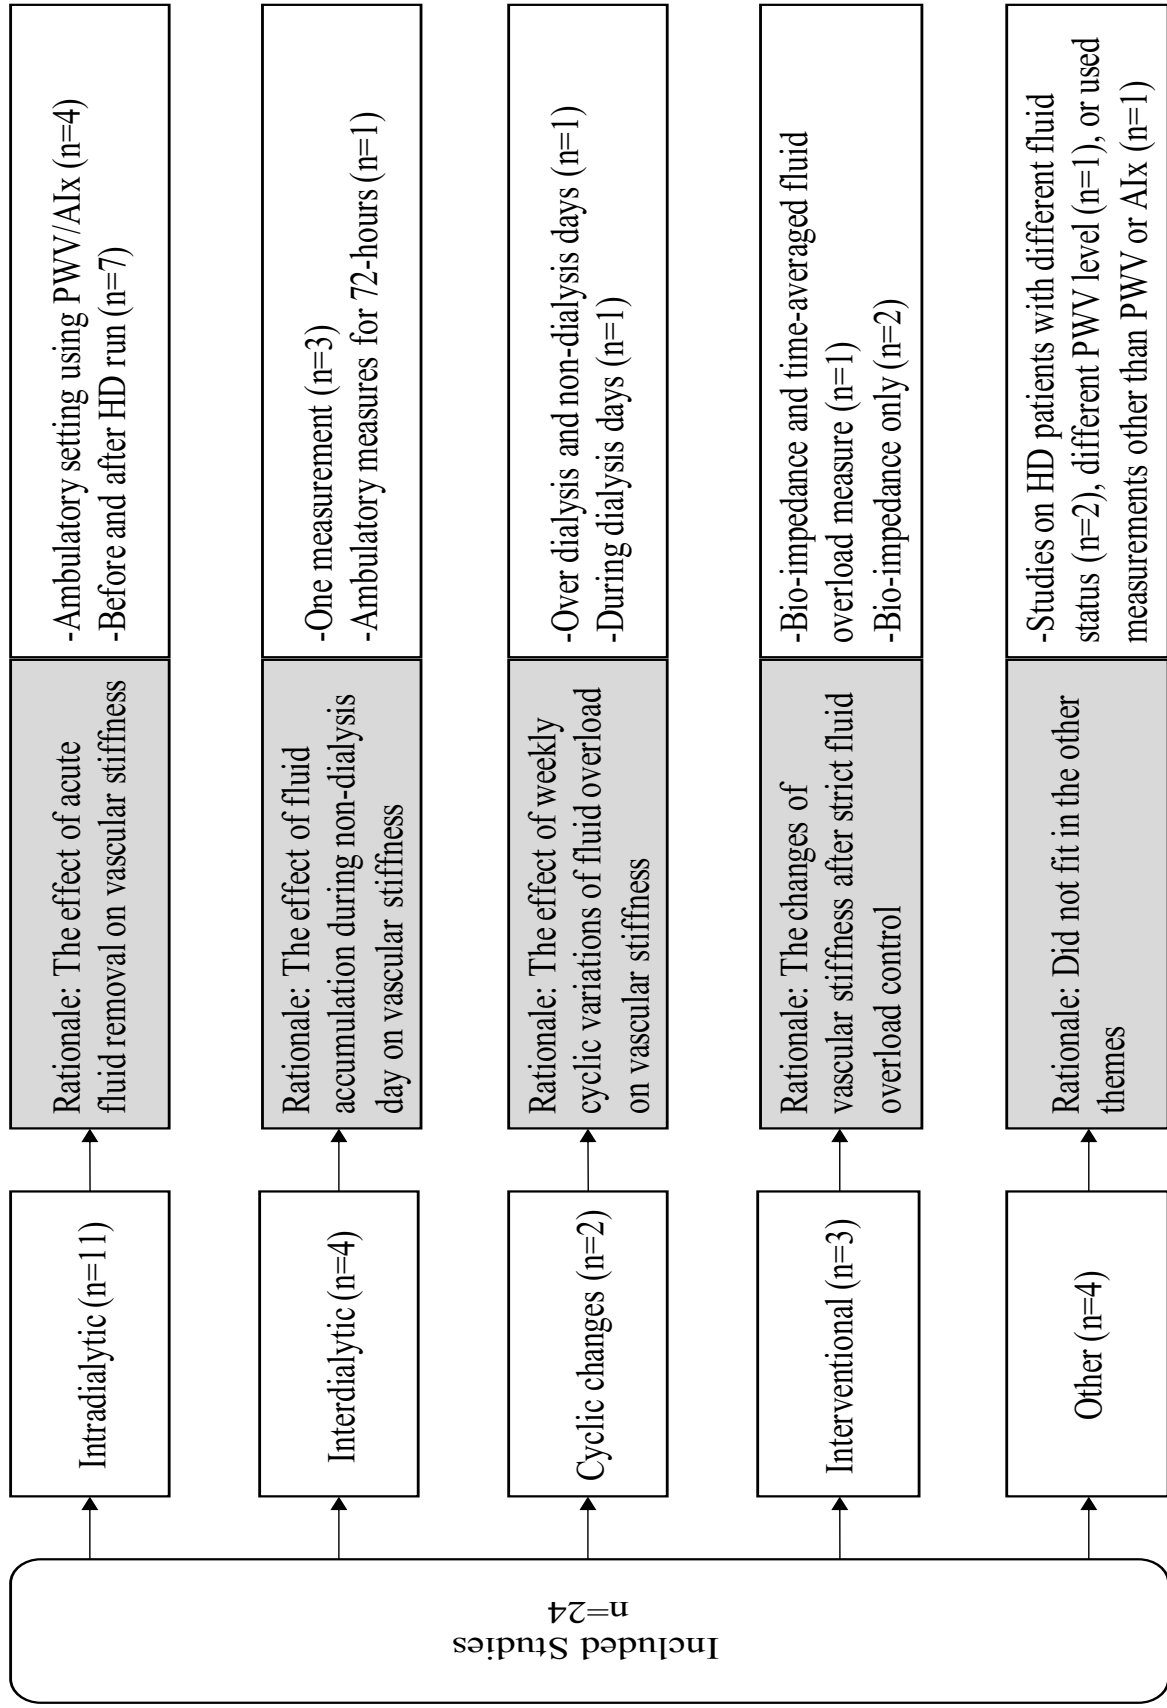 Included Studies
n=24
Intradialytic (n=11)
Rationale: The effect of acute
fluid removal on vascular stiffness
-Ambulatory setting using PWV/AIx (n=4)
-Before and after HD run (n=7)
Interdialytic (n=4)
Rationale: The effect of fluid
accumulation during non-dialysis
day on vascular stiffness
-One measurement (n=3)
-Ambulatory measures for 72-hours (n=1)
Cyclic changes (n=2)
Rationale: The effect of weekly
cyclic variations of fluid overload
on vascular stiffness
-Over dialysis and non-dialysis days (n=1)
-During dialysis days (n=1)
Interventional (n=3)
Rationale: The changes of
vascular stiffness after strict fluid
overload control
-Bio-impedance and time-averaged fluid
overload measure (n=1)
-Bio-impedance only (n=2)
Other (n=4)
Rationale: Did not fit in the other
themes
-Studies on HD patients with different fluid
status (n=2), different PWV level (n=1), or used
measurements other than PWV or AIx (n=1)